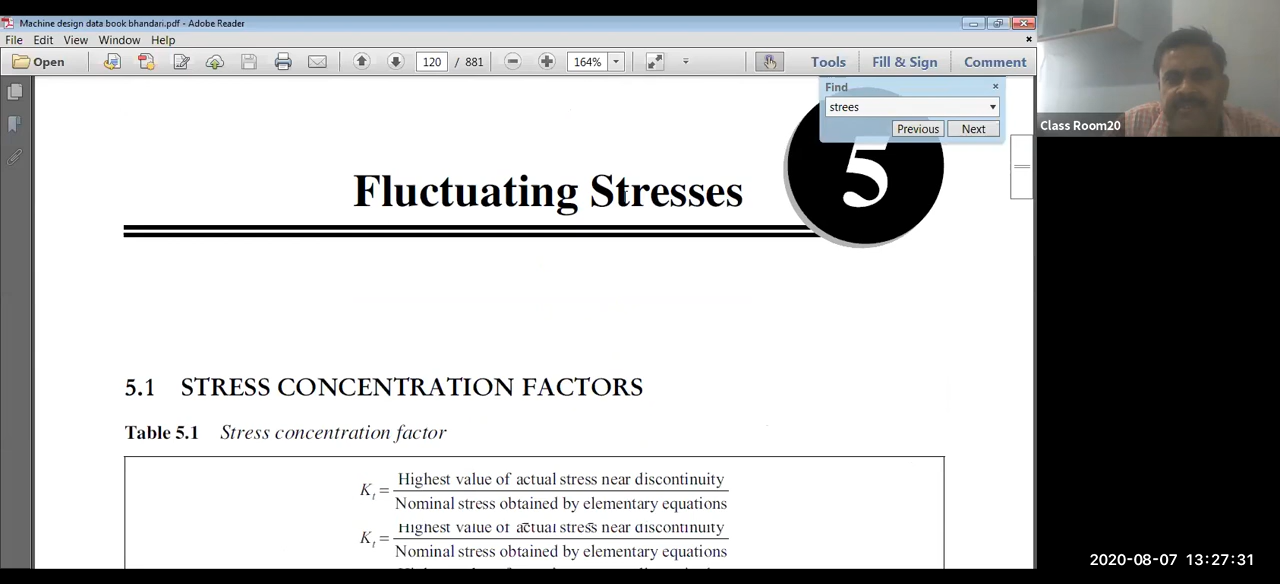 Machine design data book bhandari.pdf - Adobe Reader
File Edit View Window Help
Open 120 / 881 164% Tools Fill & Sign Comment
Find
strees
Previous Next
Class Room20
5
Fluctuating Stresses
5.1 STRESS CONCENTRATION FACTORS
Table 5.1 Stress concentration factor
Kt = Highest value of actual stress near discontinuity
Nominal stress obtained by elementary equations
Kt = Highest value of actual stress near discontinuity
Nominal stress obtained by elementary equations
2020-08-07 13:27:31